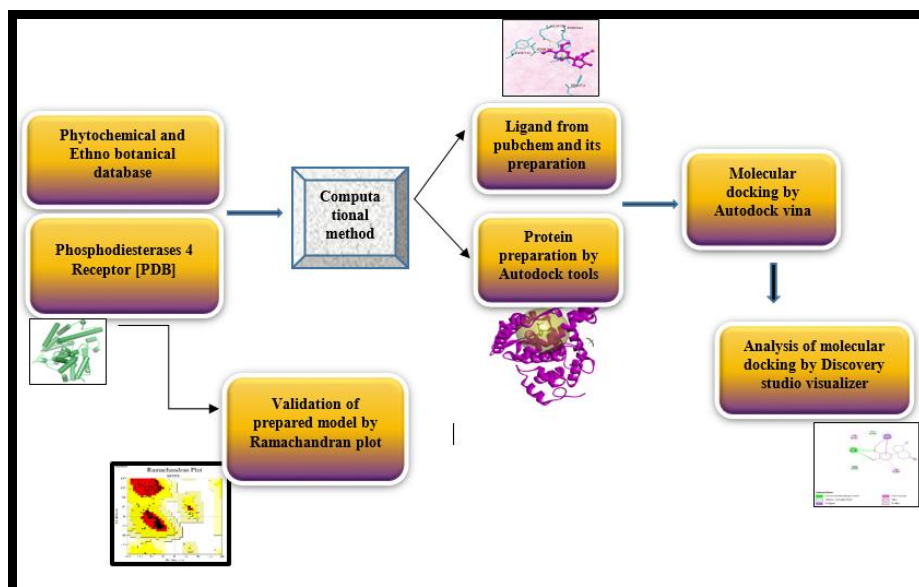 Phytochemical and
Ethno botanical
database
Phosphodiesterases 4
Receptor [PDB]
Computa
tional
method
Ligand from
pubchem and its
preparation
Protein
preparation by
Autodock tools
Molecular
docking by
Autodock vina
Analysis of molecular
docking by Discovery
studio visualizer
Validation of
prepared model by
Ramachandran plot
Ramachandran Plot